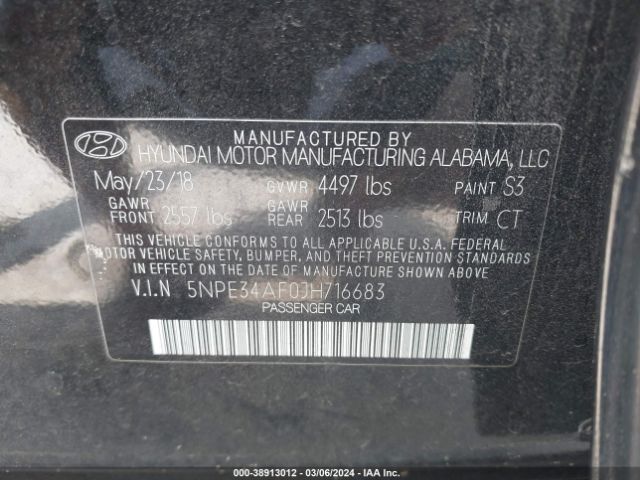 MANUFACTURED BY
HYUNDAI MOTOR MANUFACTURING ALABAMA, LLC
May/23/18 GVWR 4497 lbs PAINT S3
GAWR FRONT 2557 lbs GAWR REAR 2513 lbs TRIM CT
THIS VEHICLE CONFORMS TO ALL APPLICABLE U.S.A. FEDERAL
MOTOR VEHICLE SAFETY, BUMPER, AND THEFT PREVENTION
STANDARDS IN EFFECT ON THE DATE OF MANUFACTURE SHOWN ABOVE.
V.I.N 5NPE34AF0JH716683
PASSENGER CAR
000-38913012 - 03/06/2024 - IAA Inc.